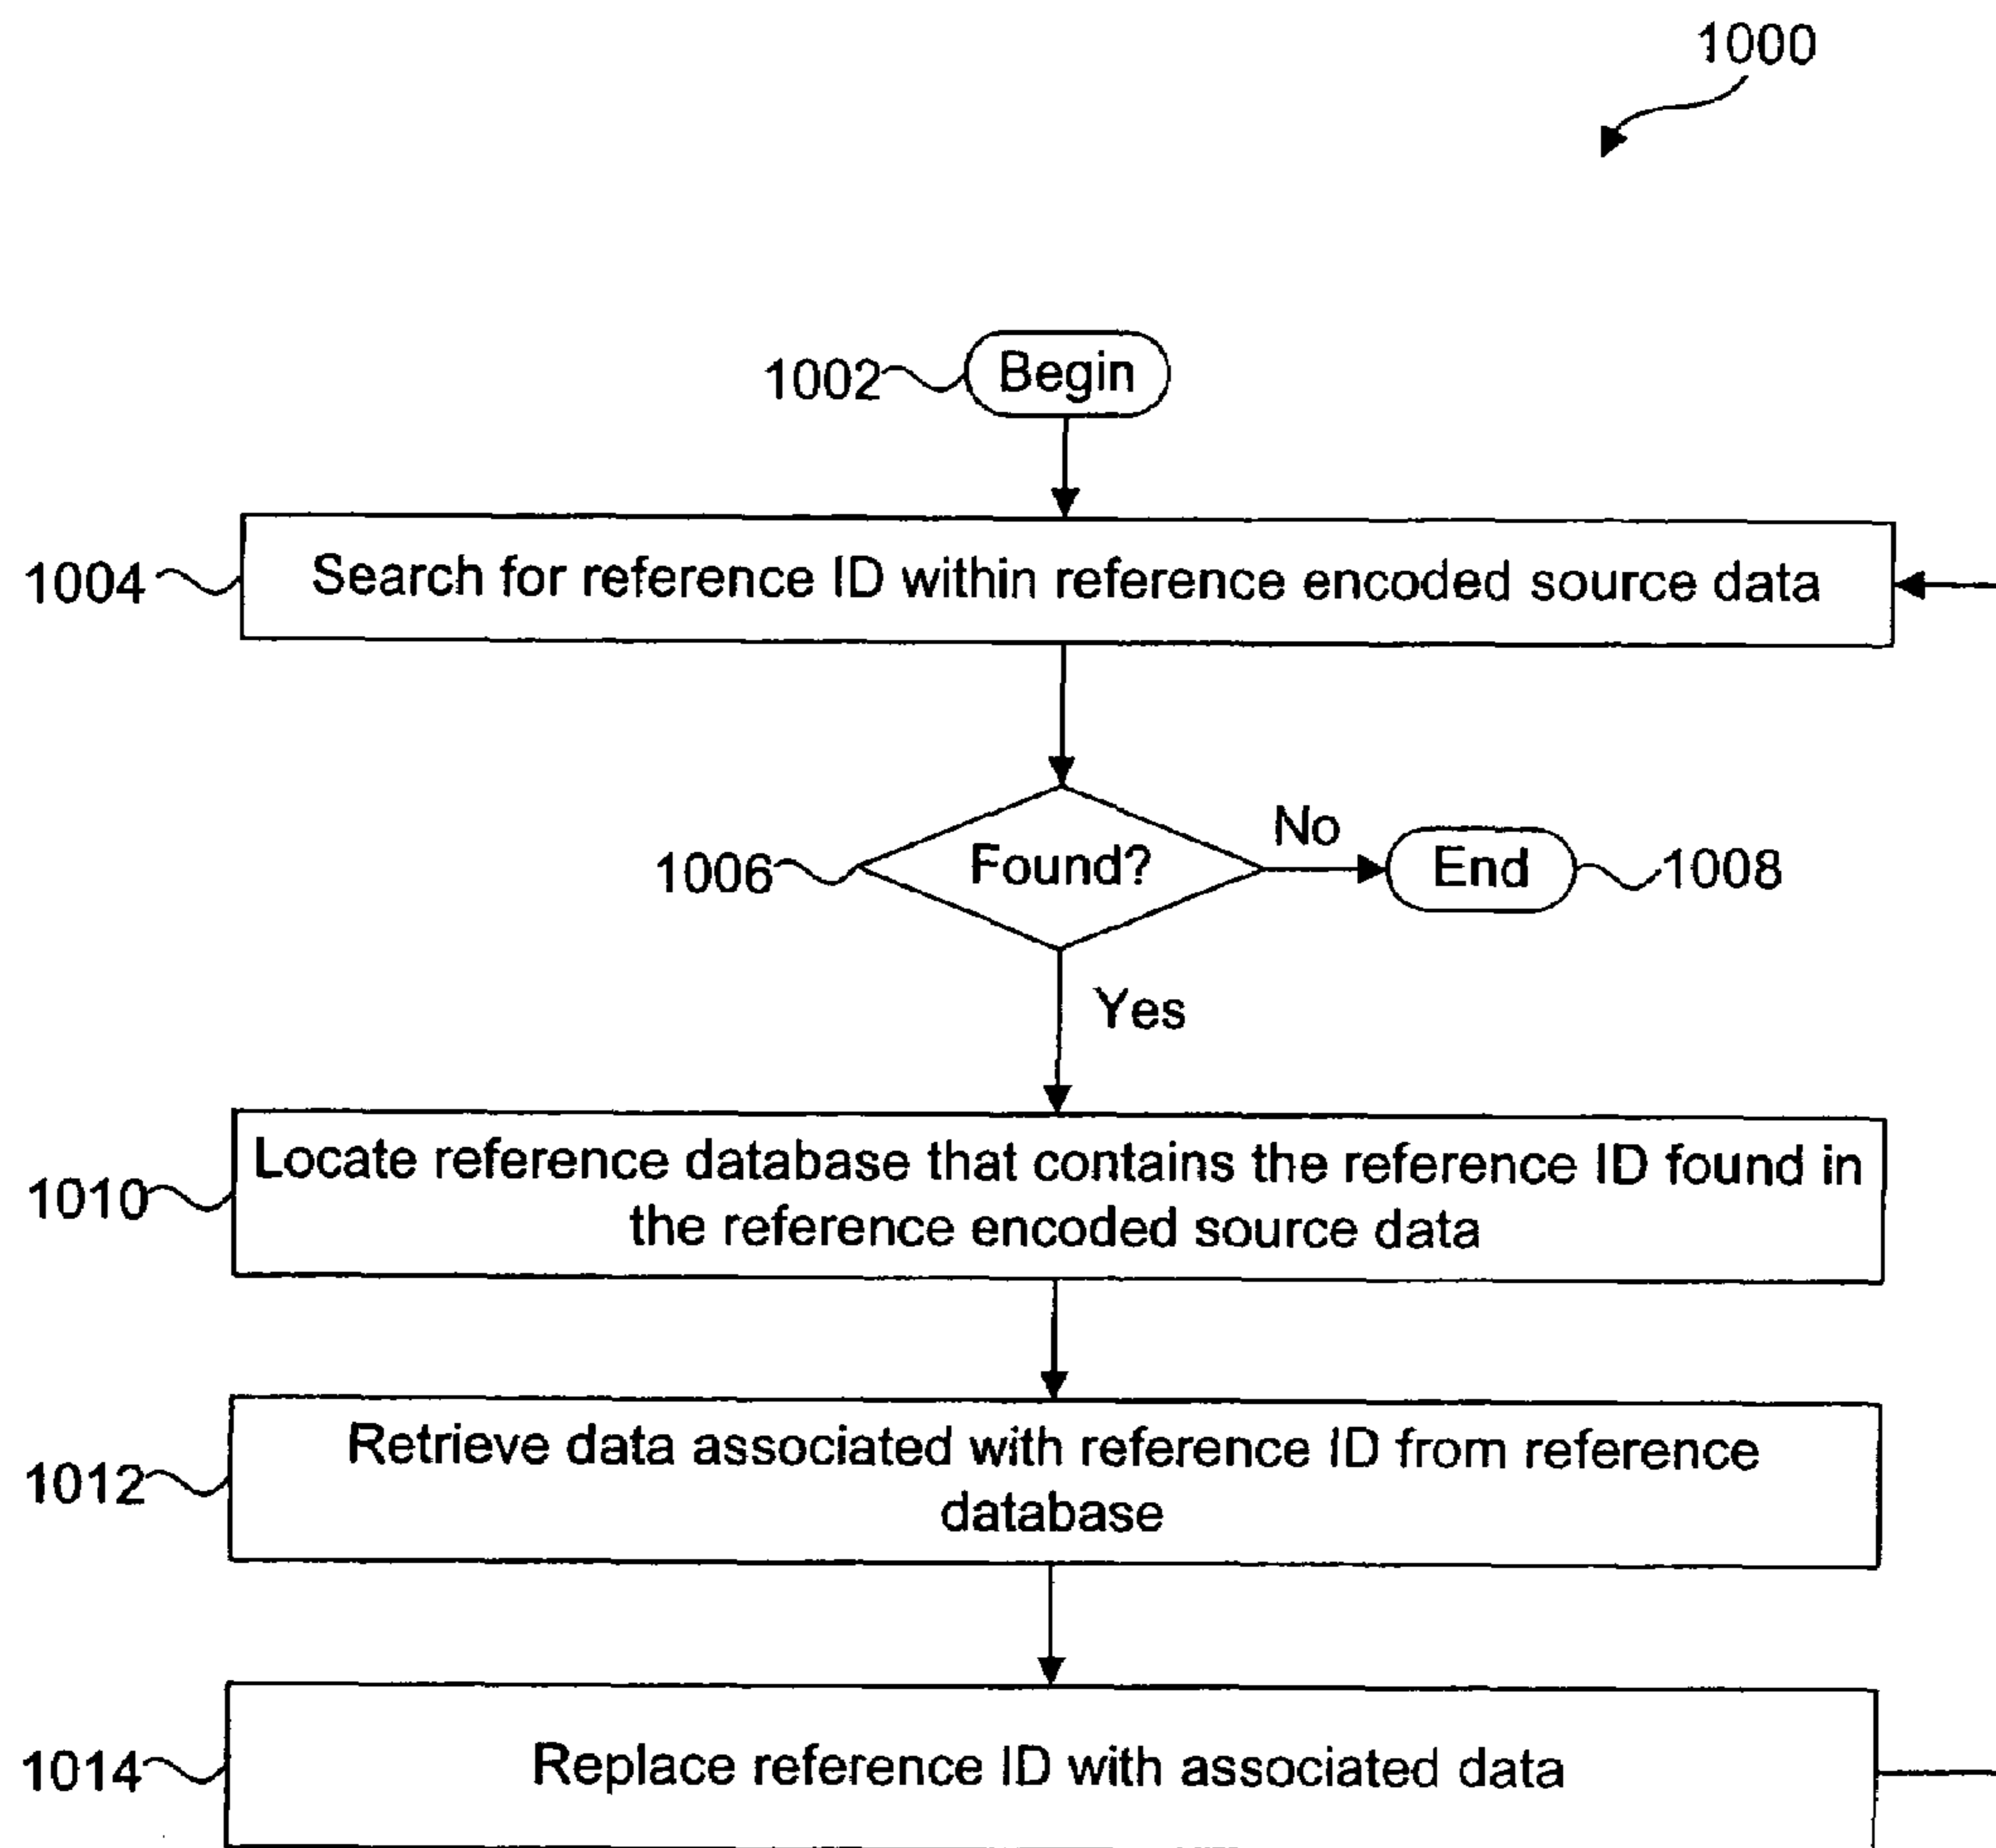 1000
1002 Begin
1004 Search for reference ID within reference encoded source data
1006 Found? No End 1008
Yes
1010 Locate reference database that contains the reference ID found in
the reference encoded source data
1012 Retrieve data associated with reference ID from reference
database
1014 Replace reference ID with associated data